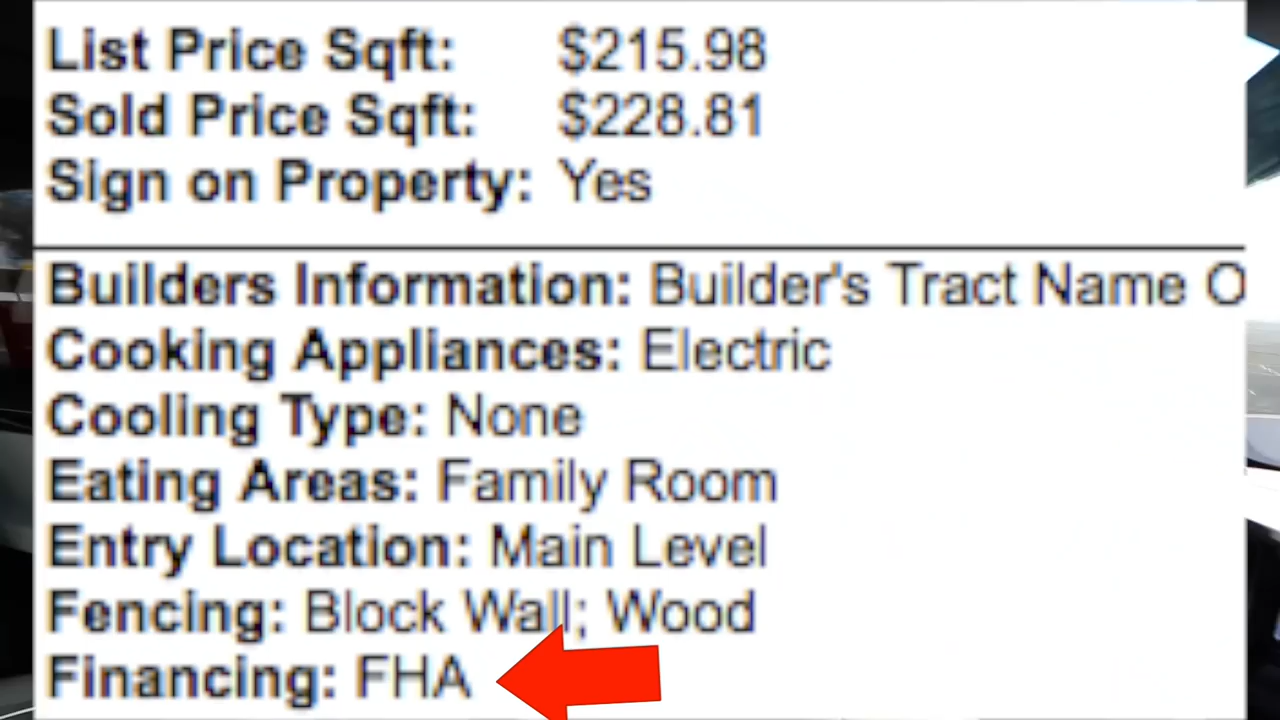 List Price Sqft: $215.98
Sold Price Sqft: $228.81
Sign on Property: Yes
Builders Information: Builder's Tract Name O
Cooking Appliances: Electric
Cooling Type: None
Eating Areas: Family Room
Entry Location: Main Level
Fencing: Block Wall; Wood
Financing: FHA